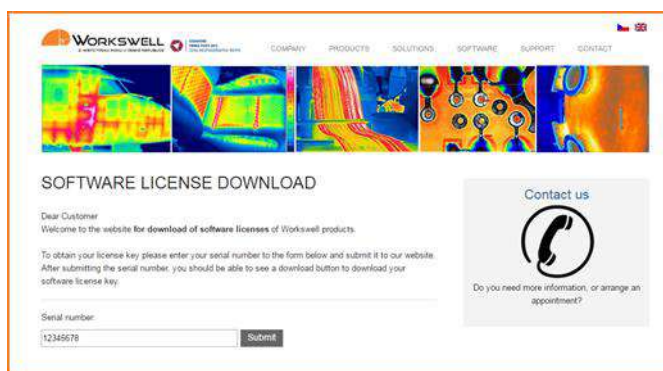 WORKSWELL
COMPANY PRODUCTS SOLUTIONS SOFTWARE SUPPORT CONTACT
SOFTWARE LICENSE DOWNLOAD
Dear Customer
Welcome to the website for download of software licenses of Workswell products.
To obtain your license key please enter your serial number to the form below and submit it to our website.
After submitting the serial number, you should be able to see a download button to download your
software license key.
Serial number:
12345678
Submit
Contact us
Do you need more information, or arrange an
appointment?